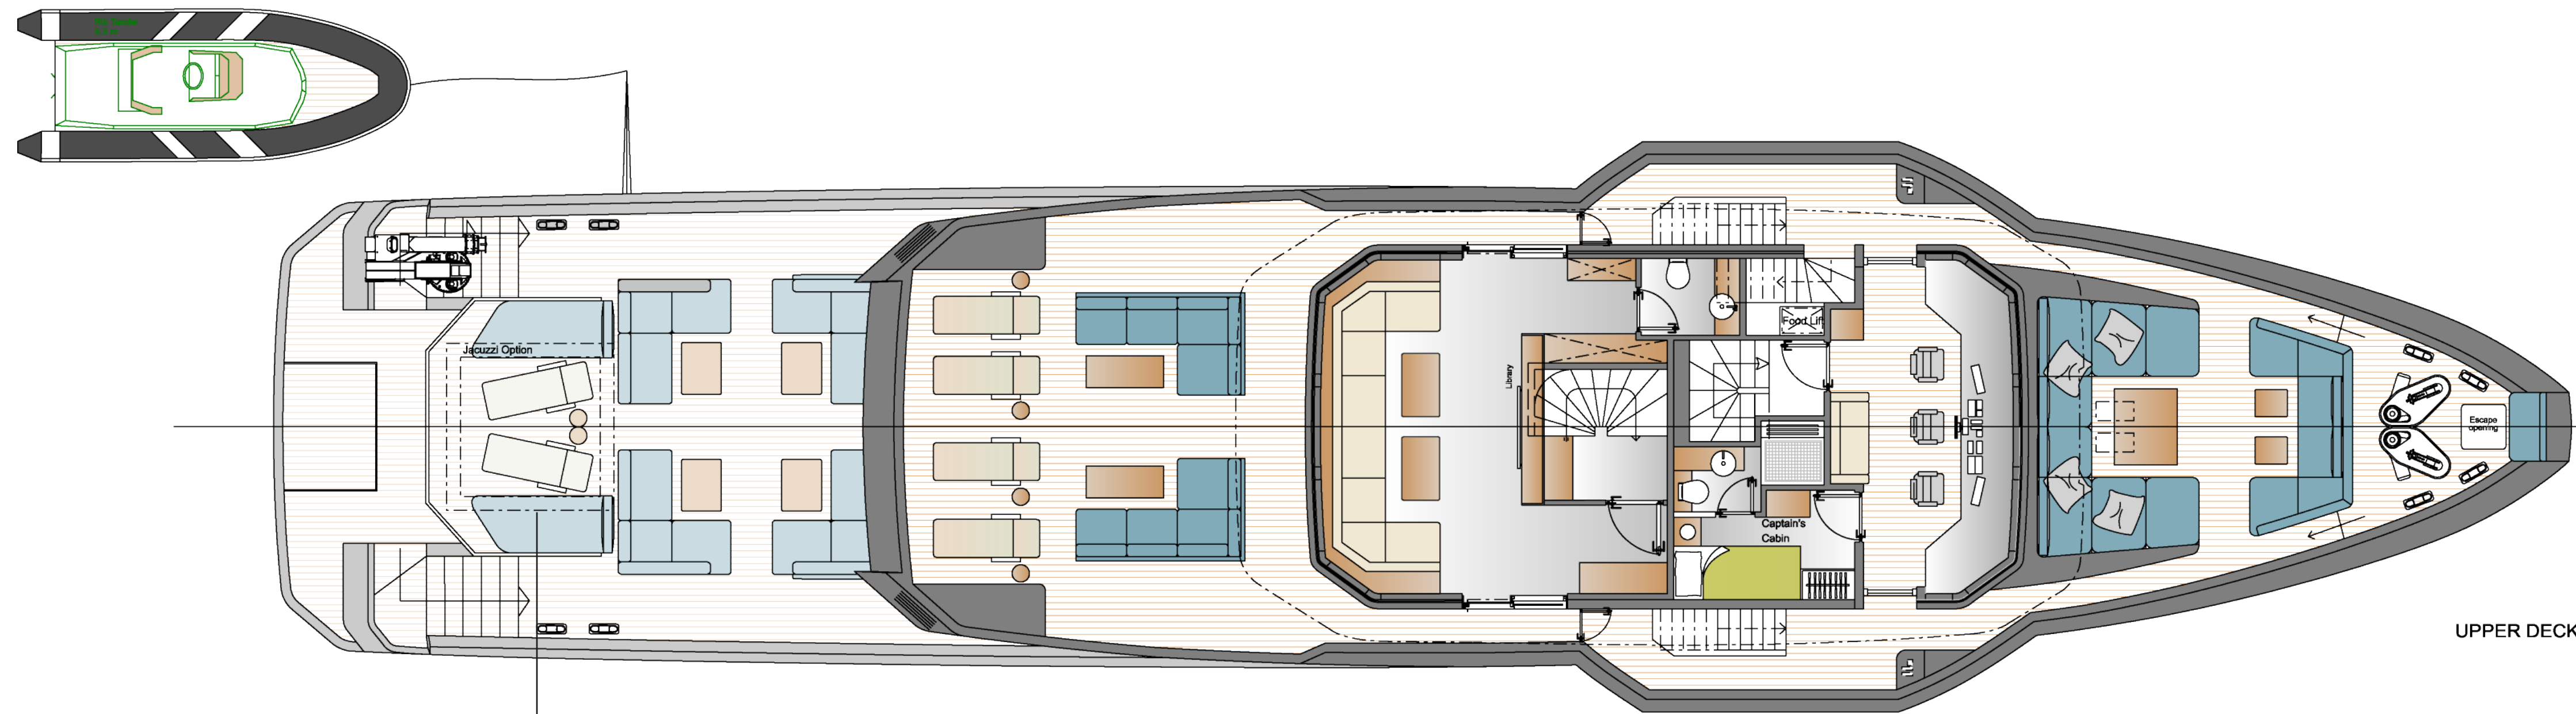 Jacuzzi Option
Library
Food Lift
Captain's
Cabin
Escape
opening
UPPER DECK